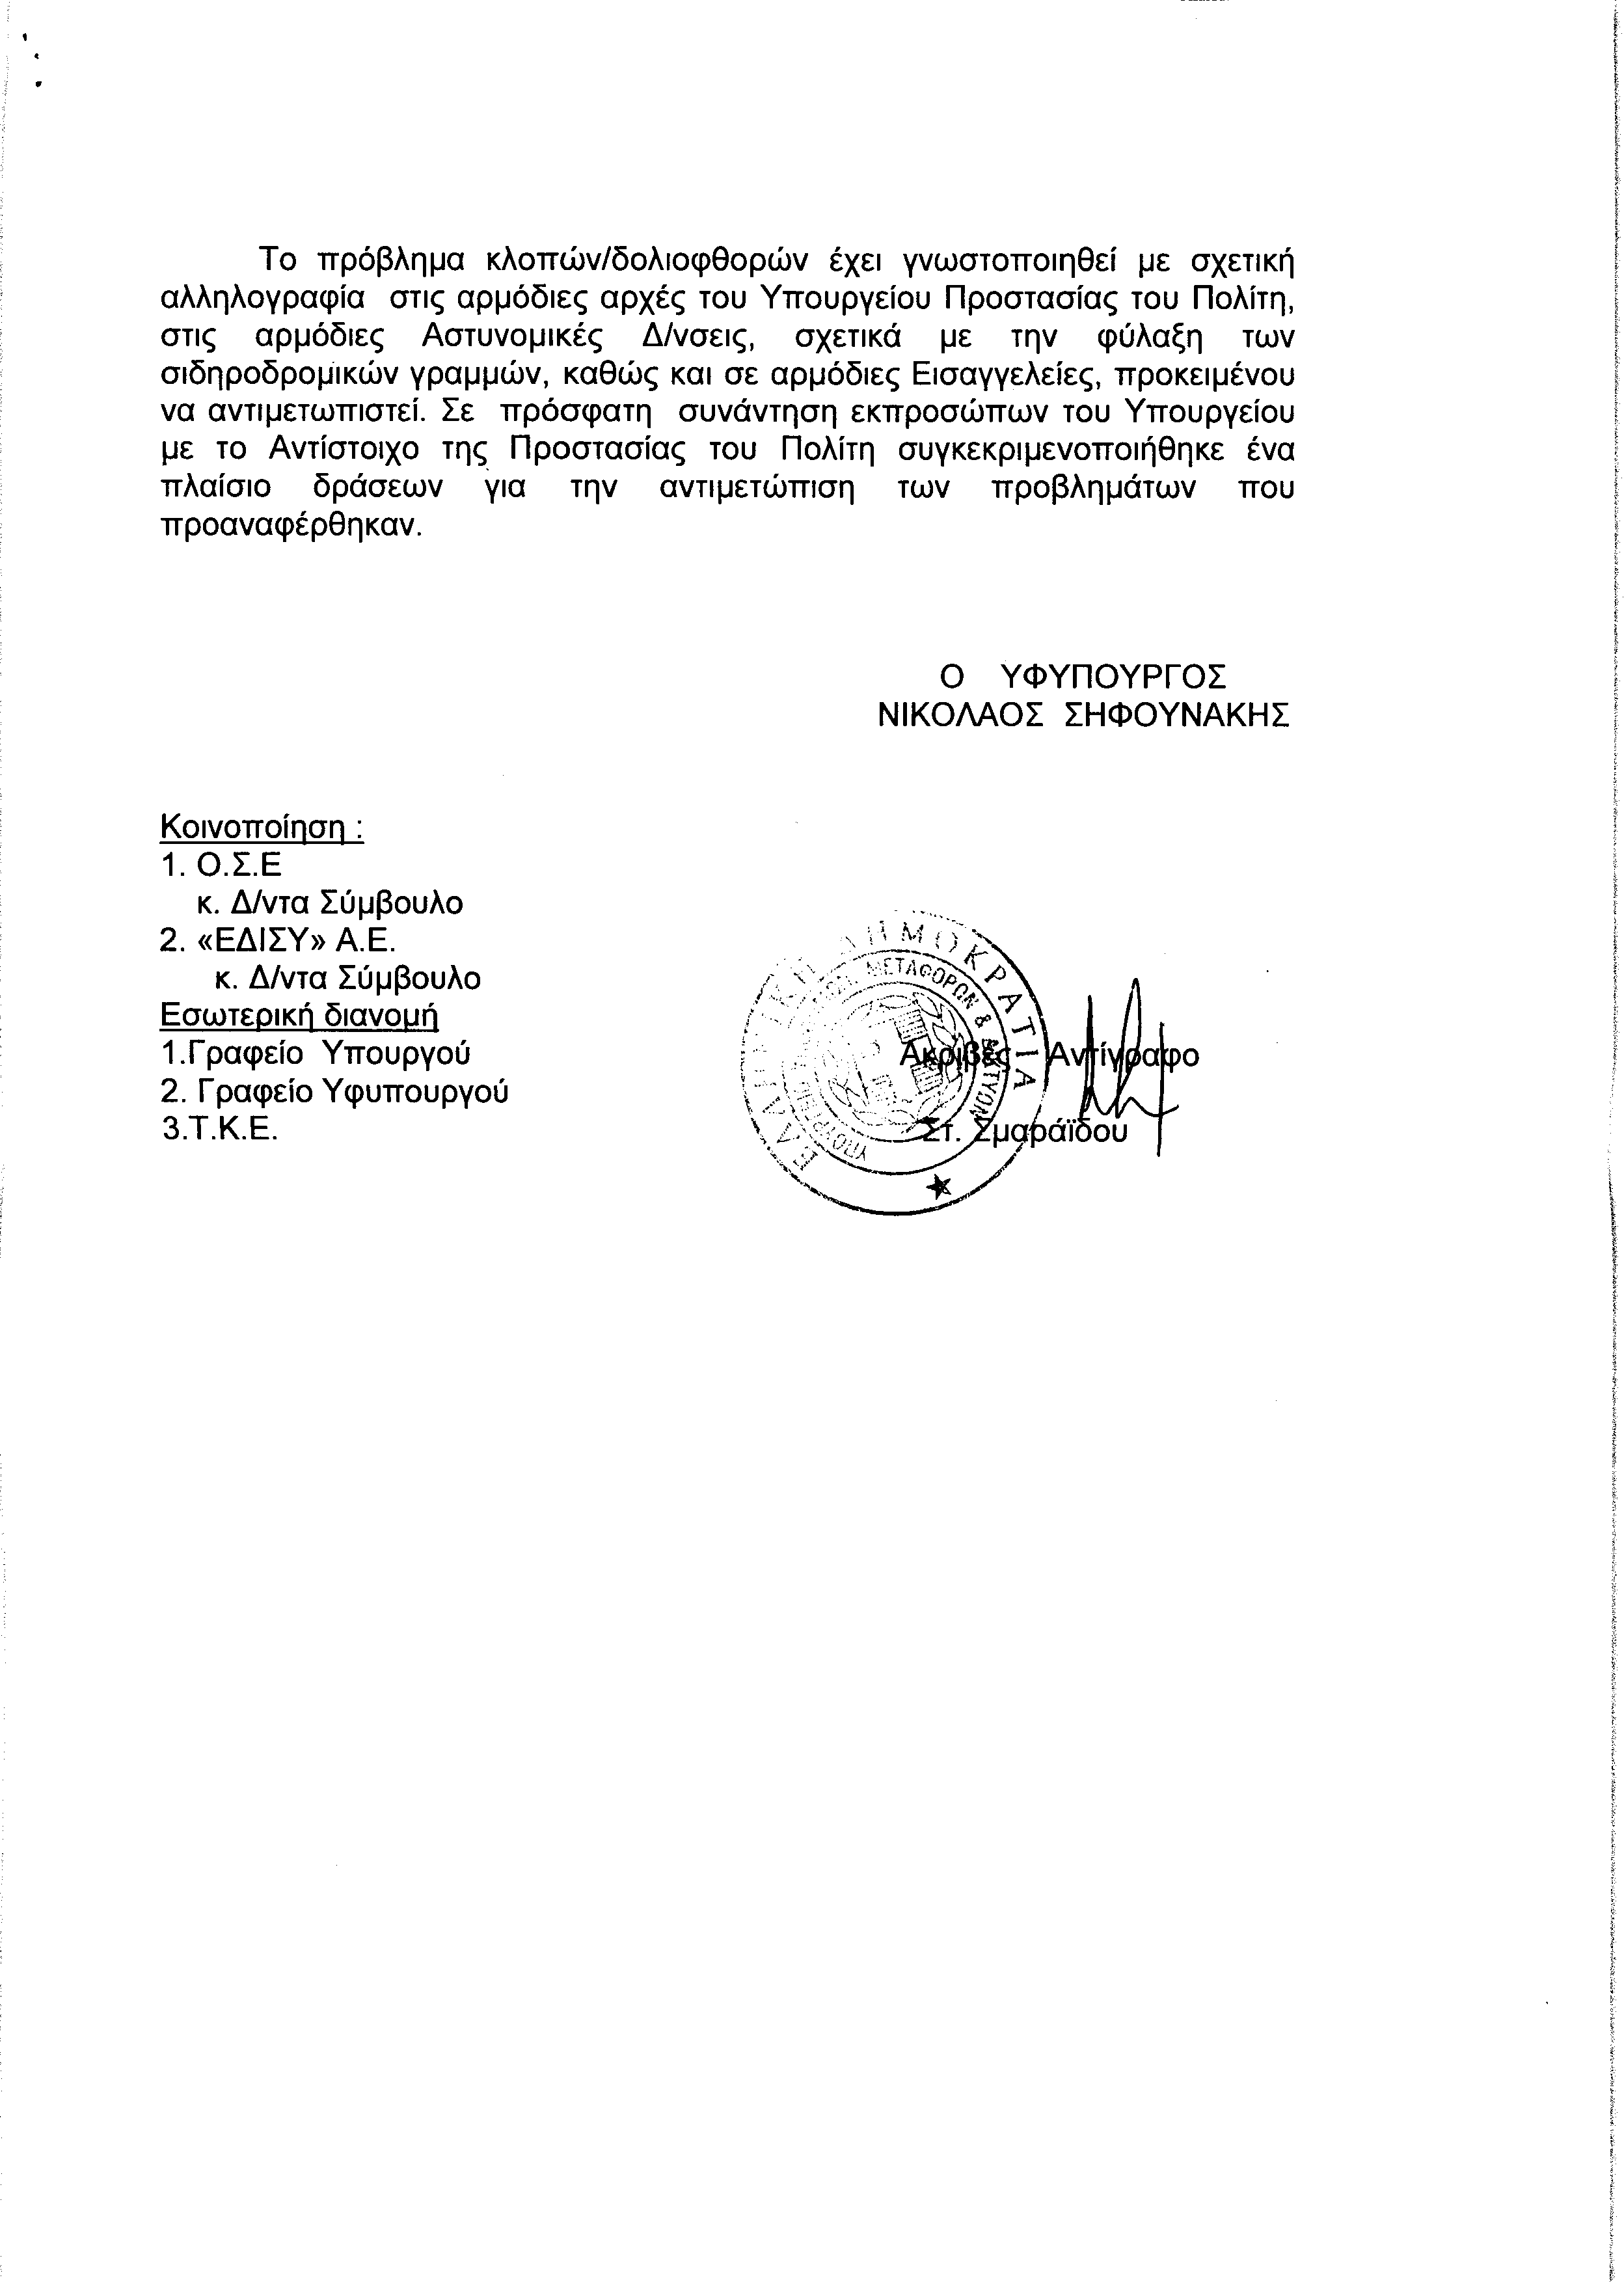 Το πρόβλημα κλοπών/δολιοφθορών έχει γνωστοποιηθεί με σχετική
αλληλογραφία στις αρμόδιες αρχές του Υπουργείου Προστασίας του Πολίτη,
στις αρμόδιες Αστυνομικές Δ/νσεις, σχετικά με την φύλαξη των
σιδηροδρομικών γραμμών, καθώς και σε αρμόδιες Εισαγγελείες, προκειμένου
να αντιμετωπιστεί. Σε πρόσφατη συνάντηση εκπροσώπων του Υπουργείου
με το Αντίστοιχο της Προστασίας του Πολίτη συγκεκριμενοποιήθηκε ένα
πλαίσιο δράσεων για την αντιμετώπιση των προβλημάτων που
προαναφέρθηκαν.
Ο ΥΦΥΠΟΥΡΓΟΣ
ΝΙΚΟΛΑΟΣ ΣΗΦΟΥΝΑΚΗΣ
Κοινοποίηση :
1. Ο.Σ.Ε
κ. Δ/ντα Σύμβουλο
2. «ΕΔΙΣΥ» Α.Ε.
κ. Δ/ντα Σύμβουλο
Εσωτερική διανομή
1.Γραφείο Υπουργού
2. Γραφείο Υφυπουργού
3.Τ.Κ.Ε.
ΕΛΛΗΝΙΚΗ ΔΗΜΟΚΡΑΤΙΑ
ΜΕΤΑΦΟΡΩΝ & ΔΙΚΤΥΩΝ
Ακριβές Αντίγραφο
Στ. Σμαράϊδου